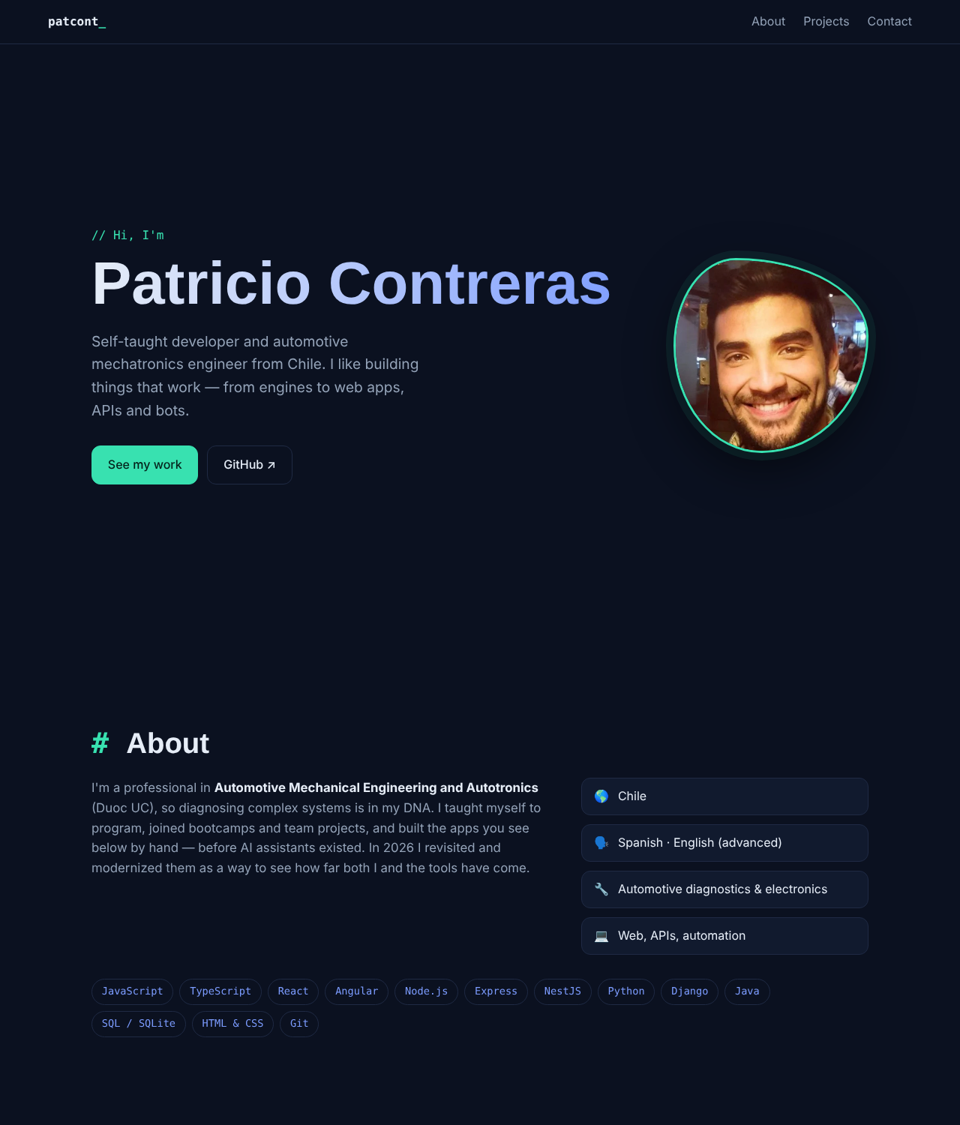 patcont_
About Projects Contact
// Hi, I'm
Patricio Contreras
Self-taught developer and automotive
mechatronics engineer from Chile. I like building
things that work — from engines to web apps,
APIs and bots.
See my work GitHub ↗
# About
I'm a professional in Automotive Mechanical Engineering and Autotronics
(Duoc UC), so diagnosing complex systems is in my DNA. I taught myself to
program, joined bootcamps and team projects, and built the apps you see
below by hand — before AI assistants existed. In 2026 I revisited and
modernized them as a way to see how far both I and the tools have come.
🌎 Chile
🗣️ Spanish · English (advanced)
🔧 Automotive diagnostics & electronics
💻 Web, APIs, automation
JavaScript TypeScript React Angular Node.js Express NestJS Python Django Java
SQL / SQLite HTML & CSS Git